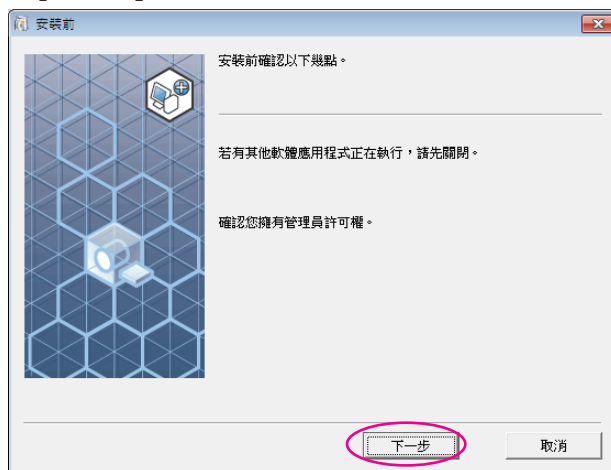 安裝前
安裝前確認以下幾點。
若有其他軟體應用程式正在執行，請先關閉。
確認您擁有管理員許可權。
下一步
取消